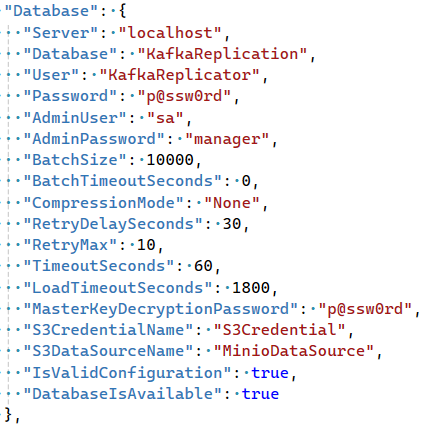 "Database": {
"Server": "localhost",
"Database": "KafkaReplication",
"User": "KafkaReplicator",
"Password": "p@ssw0rd",
"AdminUser": "sa",
"AdminPassword": "manager",
"BatchSize": 10000,
"BatchTimeoutSeconds": 0,
"CompressionMode": "None",
"RetryDelaySeconds": 30,
"RetryMax": 10,
"TimeoutSeconds": 60,
"LoadTimeoutSeconds": 1800,
"MasterKeyDecryptionPassword": "p@ssw0rd",
"S3CredentialName": "S3Credential",
"S3DataSourceName": "MinioDataSource",
"IsValidConfiguration": true,
"DatabaseIsAvailable": true
},